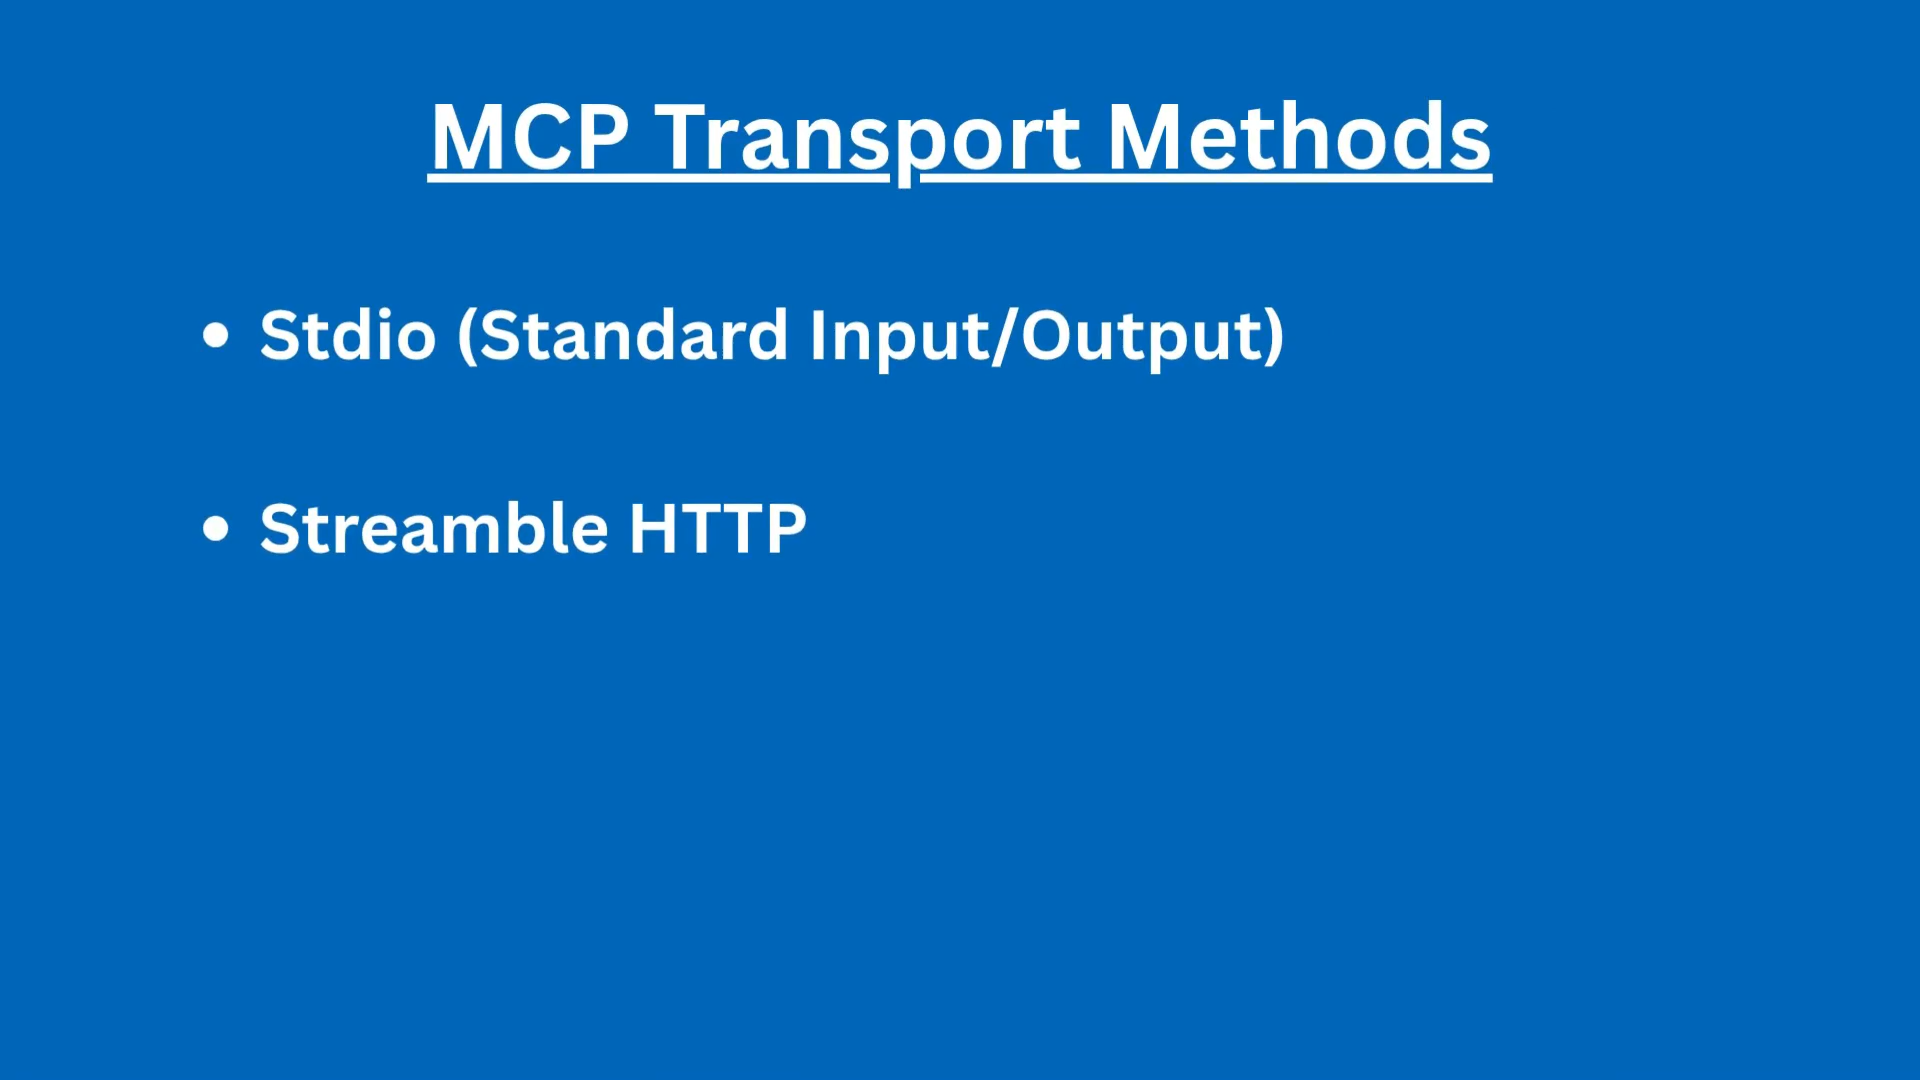 MCP Transport Methods
• Stdio (Standard Input/Output)
• Streamble HTTP